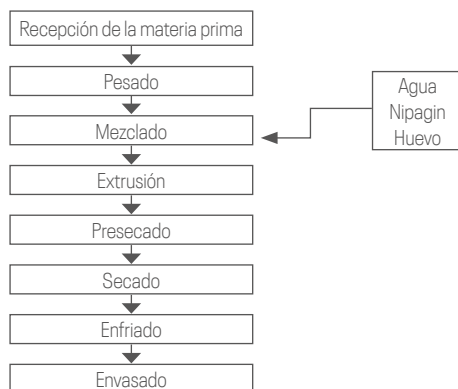 Recepción de la materia prima
Pesado
Mezclado
Agua
Nipagin
Huevo
Extrusión
Presecado
Secado
Enfriado
Envasado